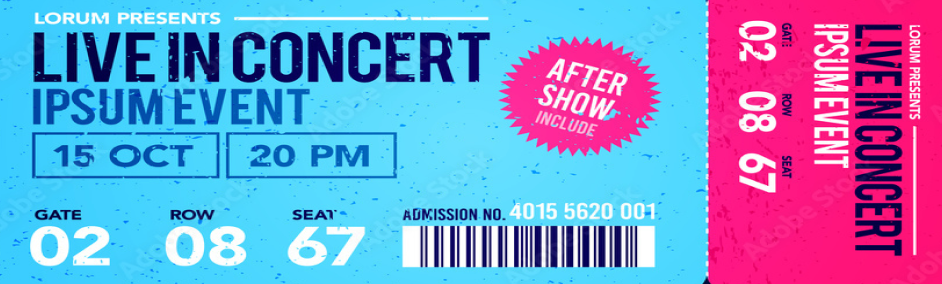 LORUM PRESENTS
LIVE IN CONCERT
IPSUM EVENT
15 OCT
20 PM
AFTER
SHOW
INCLUDE
GATE ROW SEAT
02 08 67
ADMISSION NO. 4015 5620 001
LORUM PRESENTS
LIVE IN CONCERT
IPSUM EVENT
GATE ROW SEAT
02 08 67
Adobe Stock